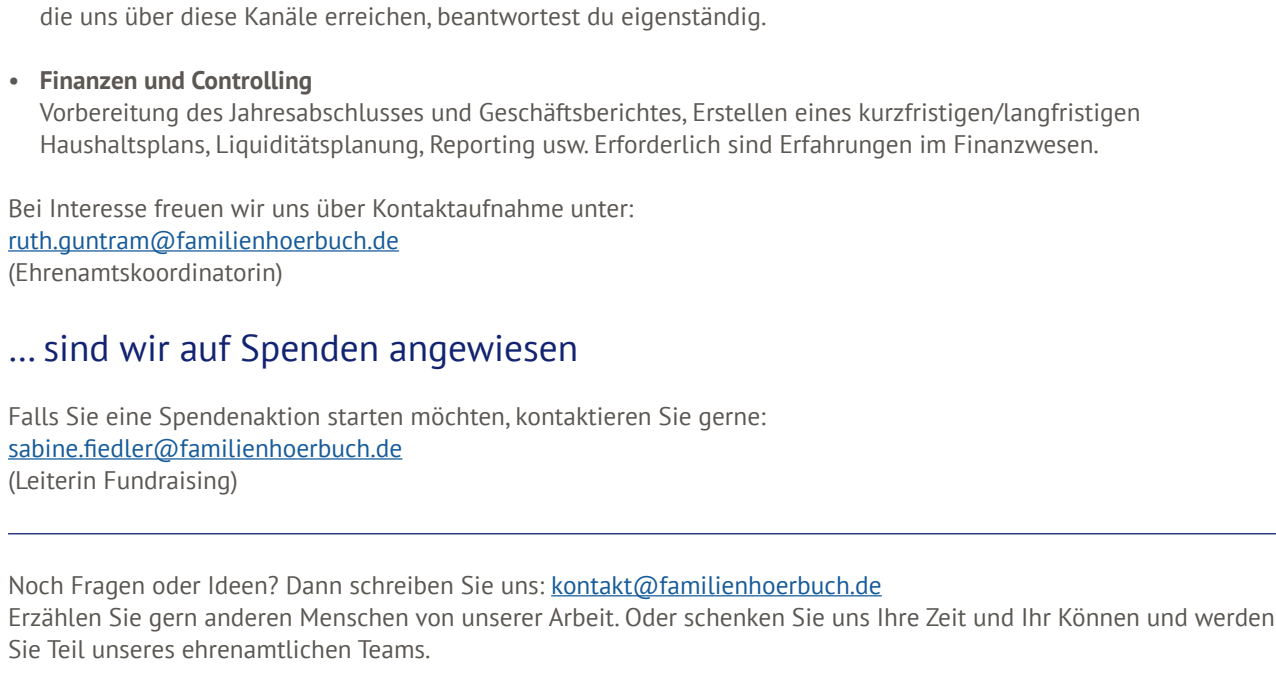 die uns über diese Kanäle erreichen, beantwortest du eigenständig.
• Finanzen und Controlling
Vorbereitung des Jahresabschlusses und Geschäftsberichtes, Erstellen eines kurzfristigen/langfristigen
Haushaltsplans, Liquiditätsplanung, Reporting usw. Erforderlich sind Erfahrungen im Finanzwesen.
Bei Interesse freuen wir uns über Kontaktaufnahme unter:
ruth.guntram@familienhoerbuch.de
(Ehrenamtskoordinatorin)
... sind wir auf Spenden angewiesen
Falls Sie eine Spendenaktion starten möchten, kontaktieren Sie gerne:
sabine.fiedler@familienhoerbuch.de
(Leiterin Fundraising)
Noch Fragen oder Ideen? Dann schreiben Sie uns: kontakt@familienhoerbuch.de
Erzählen Sie gern anderen Menschen von unserer Arbeit. Oder schenken Sie uns Ihre Zeit und Ihr Können und werden
Sie Teil unseres ehrenamtlichen Teams.